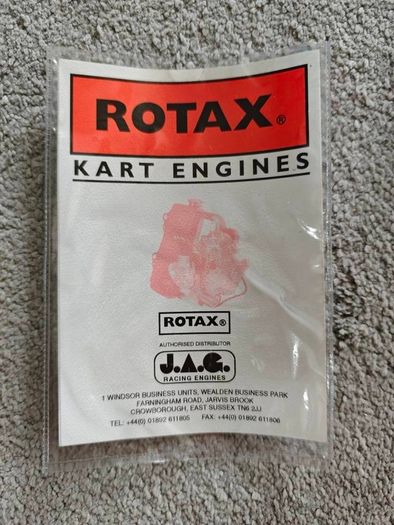 ROTAX®
KART ENGINES
ROTAX®
AUTHORISED DISTRIBUTOR
J.A.G.
RACING ENGINES
1 WINDSOR BUSINESS UNITS, WEALDEN BUSINESS PARK
FARNINGHAM ROAD, JARVIS BROOK
CROWBOROUGH, EAST SUSSEX TN6 2JJ
TEL: +44(0) 01892 611805 FAX: +44(0) 01892 611806